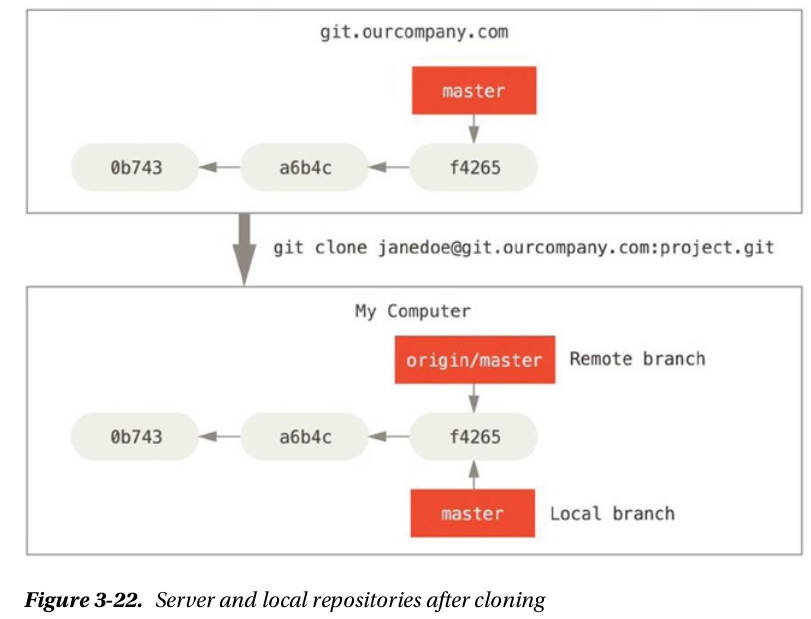 git.ourcompany.com
master
0b743 a6b4c f4265
git clone janedoe@git.ourcompany.com:project.git
My Computer
origin/master Remote branch
0b743 a6b4c f4265
master Local branch
Figure 3-22. Server and local repositories after cloning